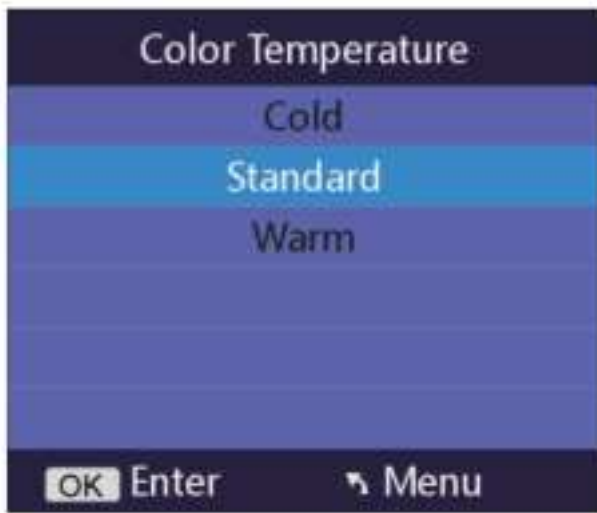 Color Temperature
Cold
Standard
Warm
OK Enter Menu